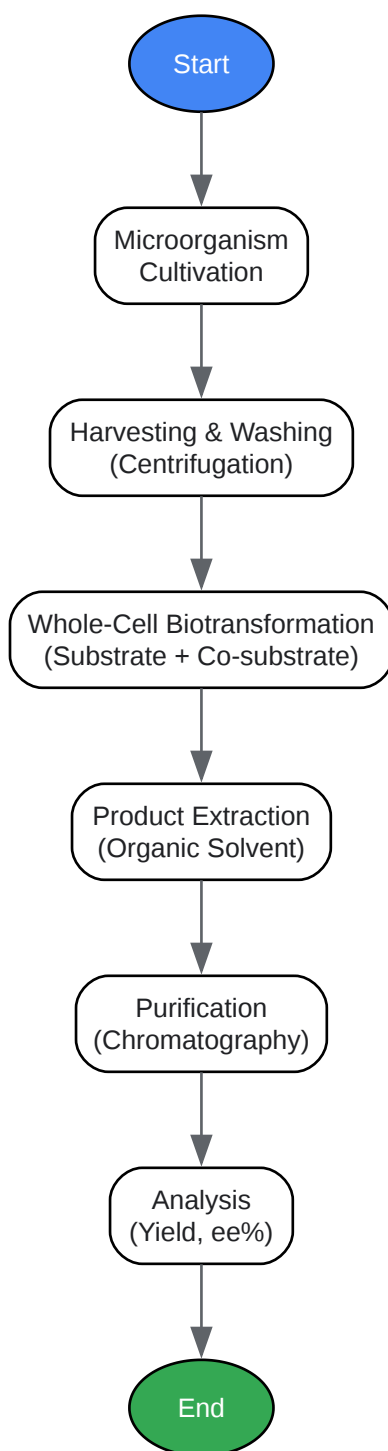 Start
Microorganism
Cultivation
Harvesting & Washing
(Centrifugation)
Whole-Cell Biotransformation
(Substrate + Co-substrate)
Product Extraction
(Organic Solvent)
Purification
(Chromatography)
Analysis
(Yield, ee%)
End